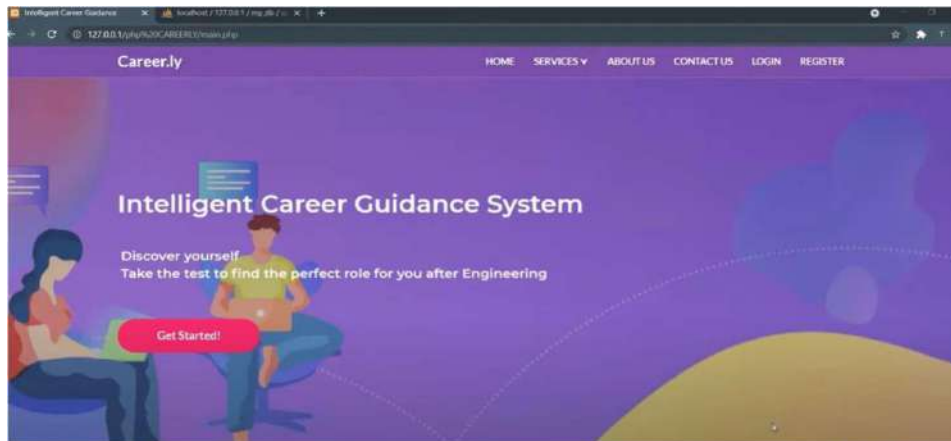 Intelligent Career Guidance
localhost / 127.0.0.1 / my_db /
127.0.0.1/php%20CAREERLY/main.php
Career.ly
HOME SERVICES ABOUT US CONTACT US LOGIN REGISTER
Intelligent Career Guidance System
Discover yourself
Take the test to find the perfect role for you after Engineering
Get Started!